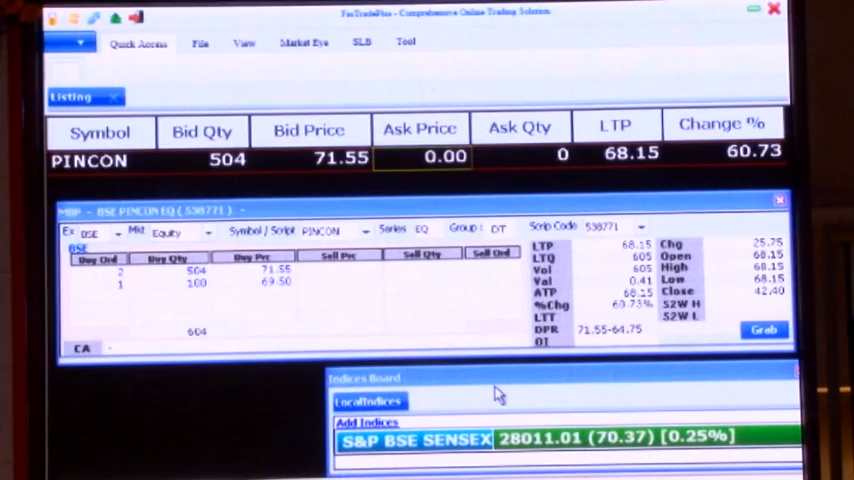 FasTradePlus - Comprehensive Online Trading Solution
Quick Access File View Market Eye SLB Tool
Listing
Symbol Bid Qty Bid Price Ask Price Ask Qty LTP Change %
PINCON 504 71.55 0.00 0 68.15 60.73
MBP - BSE PINCON EQ ( 538771 ) -
Ex BSE Mkt Equity Symbol / Script PINCON Series EQ Group : DT Scrip Code 538771
BSE
Buy Ord Buy Qty Buy Prc Sell Prc Sell Qty Sell Ord
2 504 71.55
1 100 69.50
604
CA
LTP 68.15 Chg 25.75
LTQ 605 Open 68.15
Vol 605 High 68.15
Val 0.41 Low 68.15
ATP 68.15 Close 42.40
%Chg 60.73% 52W H
LTT 52W L
DPR 71.55-64.75
OI
Grab
Indices Board
LocalIndices
Add Indices
S&P BSE SENSEX 28011.01 (70.37) [0.25%]